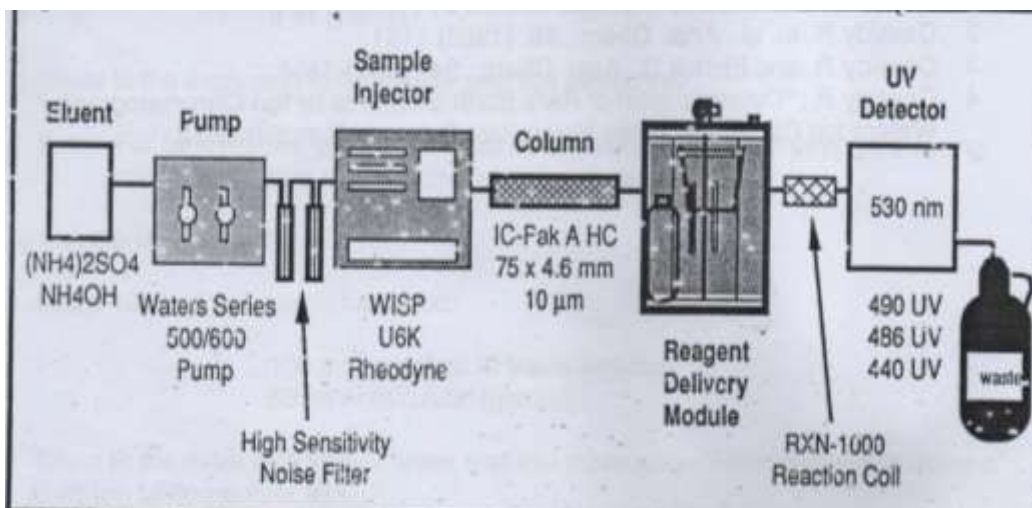 Eluent
(NH4)2SO4
NH4OH
Pump
Waters Series
500/600
Pump
High Sensitivity
Noise Filter
Sample
Injector
WISP
U6K
Rheodyne
Column
IC-Pak A HC
75 x 4.6 mm
10 µm
Reagent
Delivery
Module
RXN-1000
Reaction Coil
UV
Detector
530 nm
490 UV
486 UV
440 UV
waste